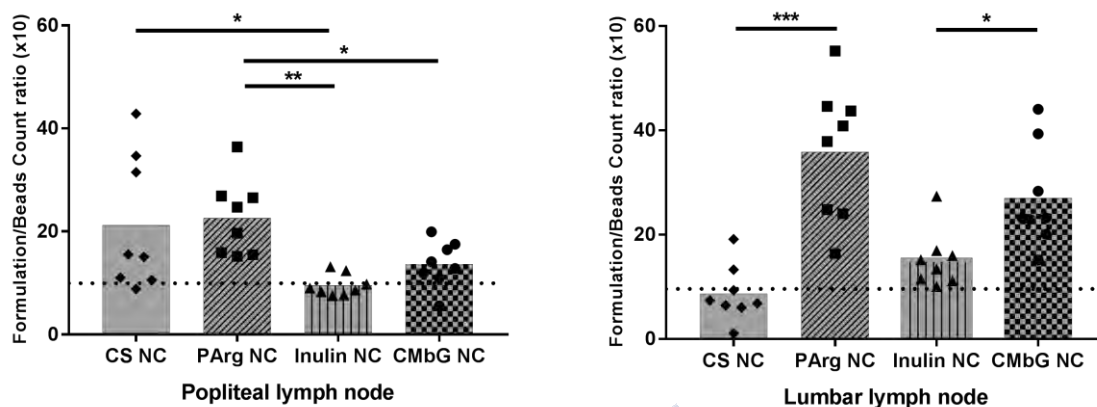 Formulation/Beads Count ratio (x10)
60
40
20
0
*
*
**
CS NC PArg NC Inulin NC CMbG NC
Popliteal lymph node
Formulation/Beads Count ratio (x10)
60
40
20
0
***
*
CS NC PArg NC Inulin NC CMbG NC
Lumbar lymph node